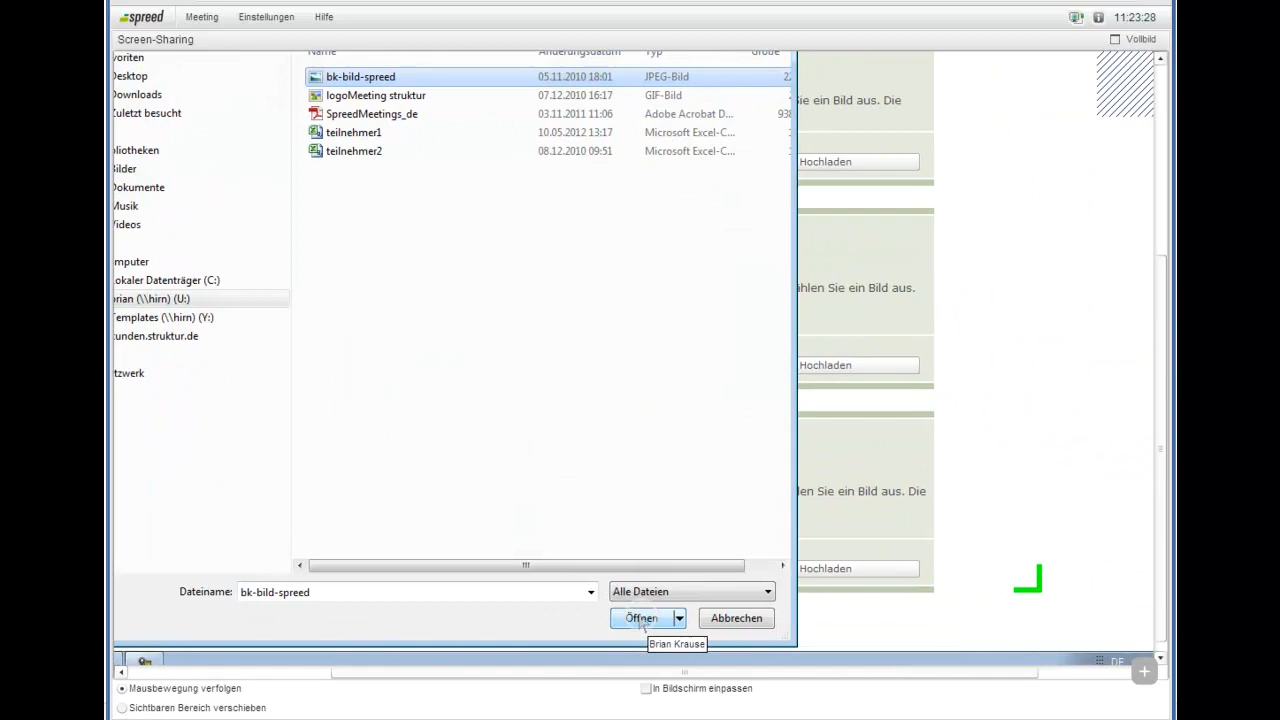 spreed Meeting Einstellungen Hilfe 11:23:28
Screen-Sharing Vollbild
voriten Name Änderungsdatum Typ Größe
Desktop bk-bild-spreed 05.11.2010 18:01 JPEG-Bild 22
Downloads logoMeeting struktur 07.12.2010 16:17 GIF-Bild
Zuletzt besucht SpreedMeetings_de 03.11.2011 11:06 Adobe Acrobat D... 938
teilnehmer1 10.05.2012 13:17 Microsoft Excel-C...
bliotheken teilnehmer2 08.12.2010 09:51 Microsoft Excel-C...
Bilder
Dokumente
Musik
Videos
omputer
okaler Datenträger (C:)
rian (\\hirn) (U:)
Templates (\\hirn) (Y:)
unden.struktur.de
tzwerk
ie ein Bild aus. Die
Hochladen
ählen Sie ein Bild aus.
Hochladen
len Sie ein Bild aus. Die
Hochladen
Dateiname: bk-bild-spreed Alle Dateien
Öffnen Abbrechen
Brian Krause
DE
Mausbewegung verfolgen In Bildschirm einpassen
Sichtbaren Bereich verschieben